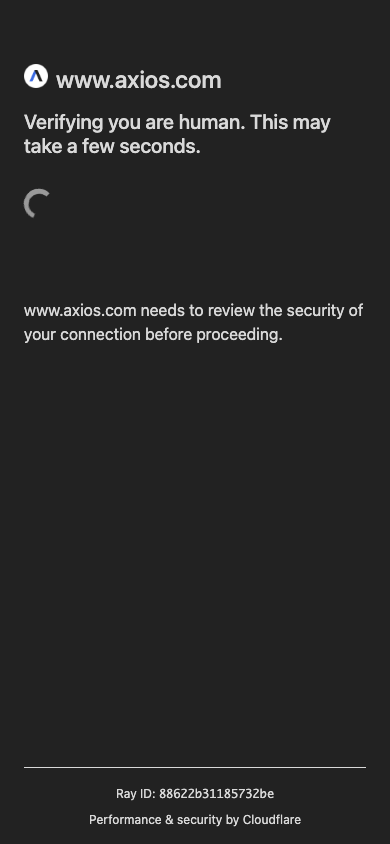 www.axios.com
Verifying you are human. This may
take a few seconds.
www.axios.com needs to review the security of
your connection before proceeding.
Ray ID: 88622b31185732be
Performance & security by Cloudflare